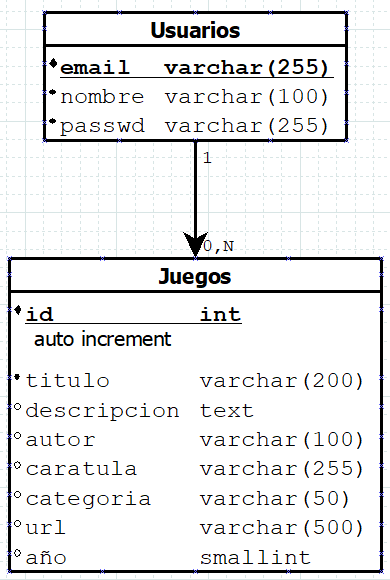 Usuarios
email varchar(255)
nombre varchar(100)
passwd varchar(255)
1
0,N
Juegos
id int
auto increment
titulo varchar(200)
descripcion text
autor varchar(100)
caratula varchar(255)
categoria varchar(50)
url varchar(500)
año smallint